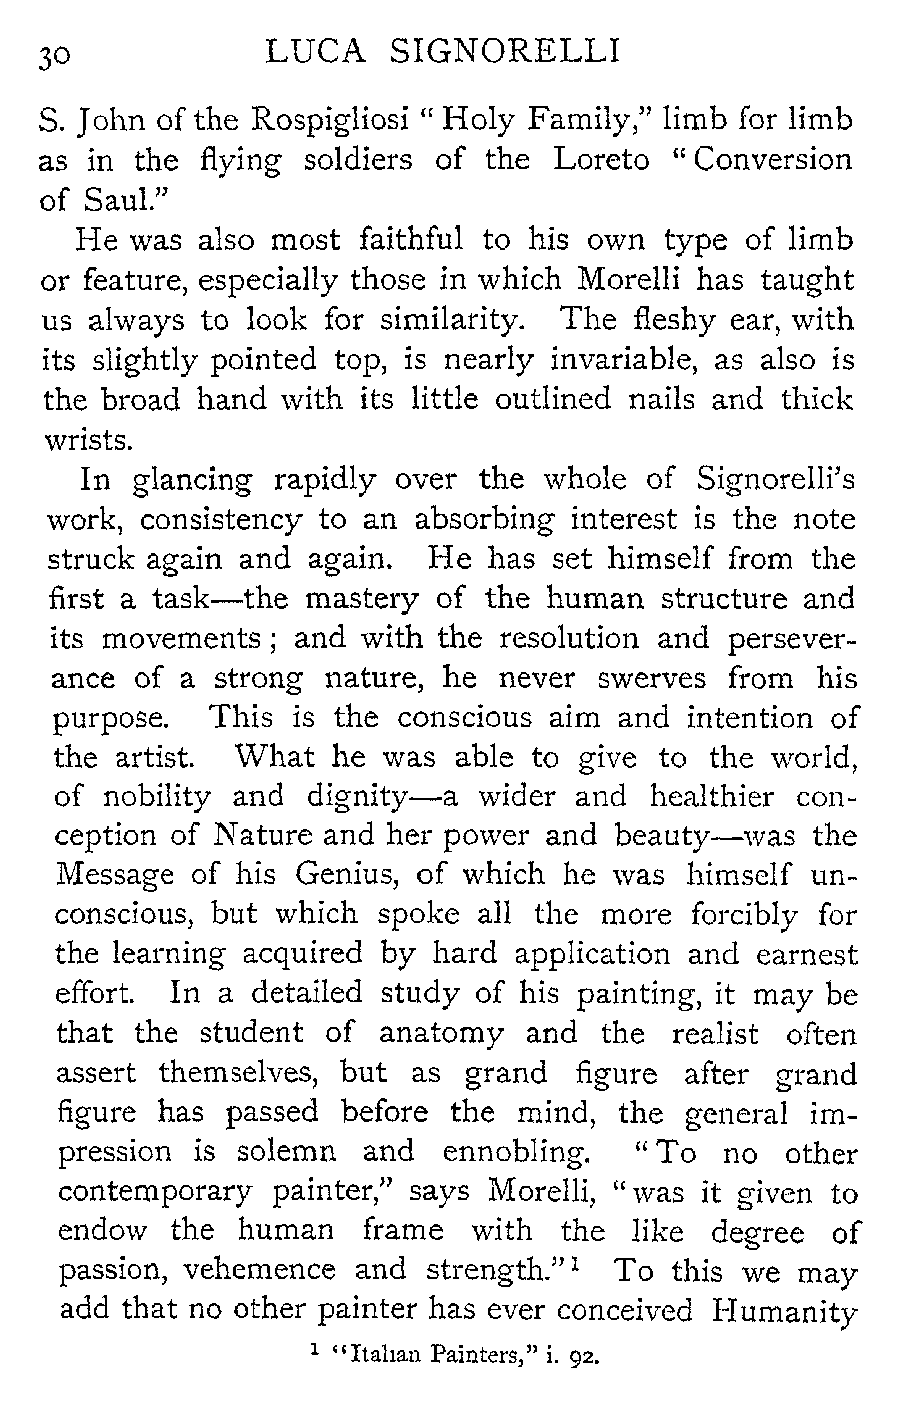 30 LUCA SIGNORELLI
S. John of the Rospigliosi “Holy Family,” limb for limb
as in the flying soldiers of the Loreto “Conversion
of Saul.”
He was also most faithful to his own type of limb
or feature, especially those in which Morelli has taught
us always to look for similarity. The fleshy ear, with
its slightly pointed top, is nearly invariable, as also is
the broad hand with its little outlined nails and thick
wrists.
In glancing rapidly over the whole of Signorelli’s
work, consistency to an absorbing interest is the note
struck again and again. He has set himself from the
first a task—the mastery of the human structure and
its movements; and with the resolution and persever-
ance of a strong nature, he never swerves from his
purpose. This is the conscious aim and intention of
the artist. What he was able to give to the world,
of nobility and dignity—a wider and healthier con-
ception of Nature and her power and beauty—was the
Message of his Genius, of which he was himself un-
conscious, but which spoke all the more forcibly for
the learning acquired by hard application and earnest
effort. In a detailed study of his painting, it may be
that the student of anatomy and the realist often
assert themselves, but as grand figure after grand
figure has passed before the mind, the general im-
pression is solemn and ennobling. “To no other
contemporary painter,” says Morelli, “was it given to
endow the human frame with the like degree of
passion, vehemence and strength.”¹ To this we may
add that no other painter has ever conceived Humanity
¹ “Italian Painters,” i. 92.